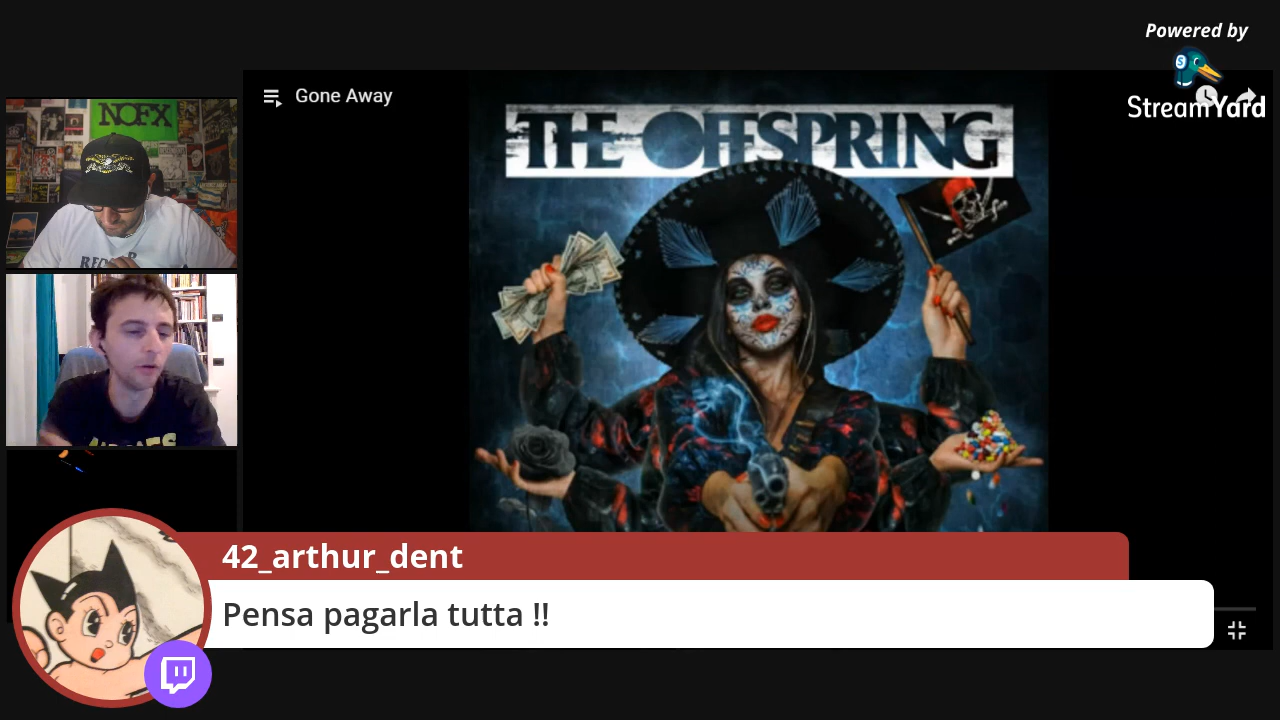 Powered by
StreamYard
Gone Away
THE OFFSPRING
NOFX
42_arthur_dent
Pensa pagarla tutta !!